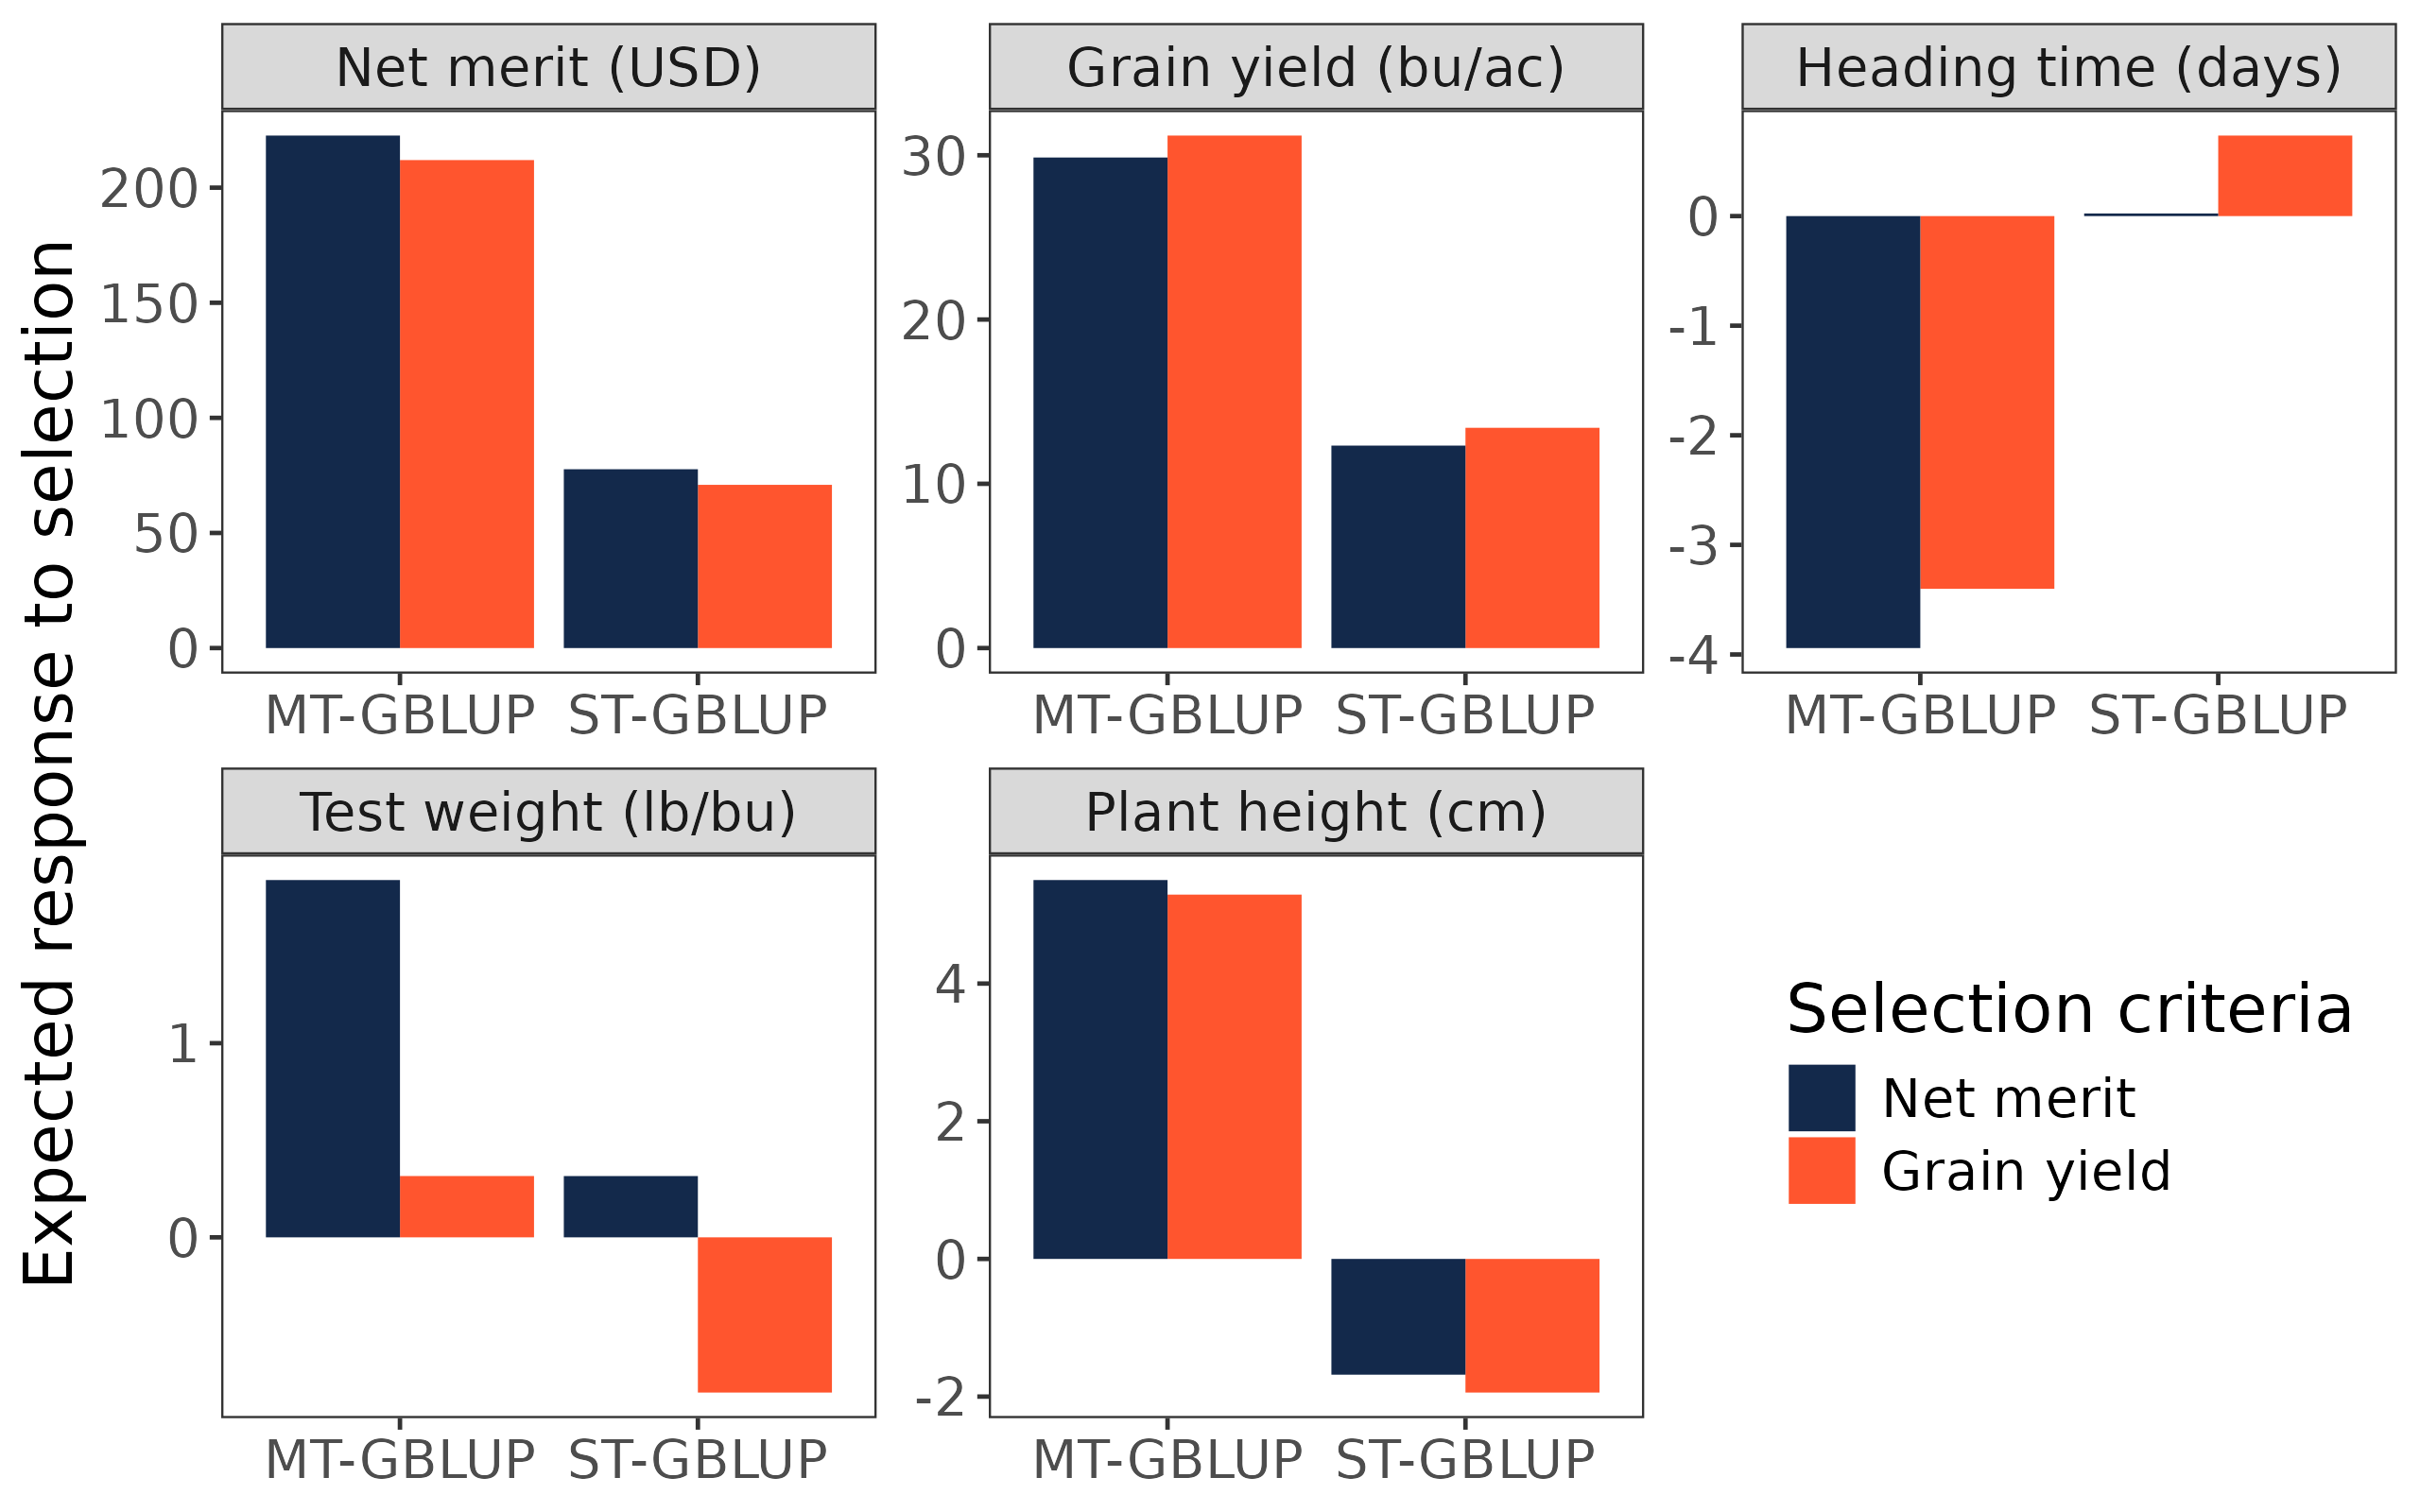 Expected response to selection
Net merit (USD)
200
150
100
50
0
MT-GBLUP ST-GBLUP
Grain yield (bu/ac)
30
20
10
0
MT-GBLUP ST-GBLUP
Heading time (days)
0
-1
-2
-3
-4
MT-GBLUP ST-GBLUP
Test weight (lb/bu)
1
0
MT-GBLUP ST-GBLUP
Plant height (cm)
4
2
0
-2
MT-GBLUP ST-GBLUP
Selection criteria
Net merit
Grain yield